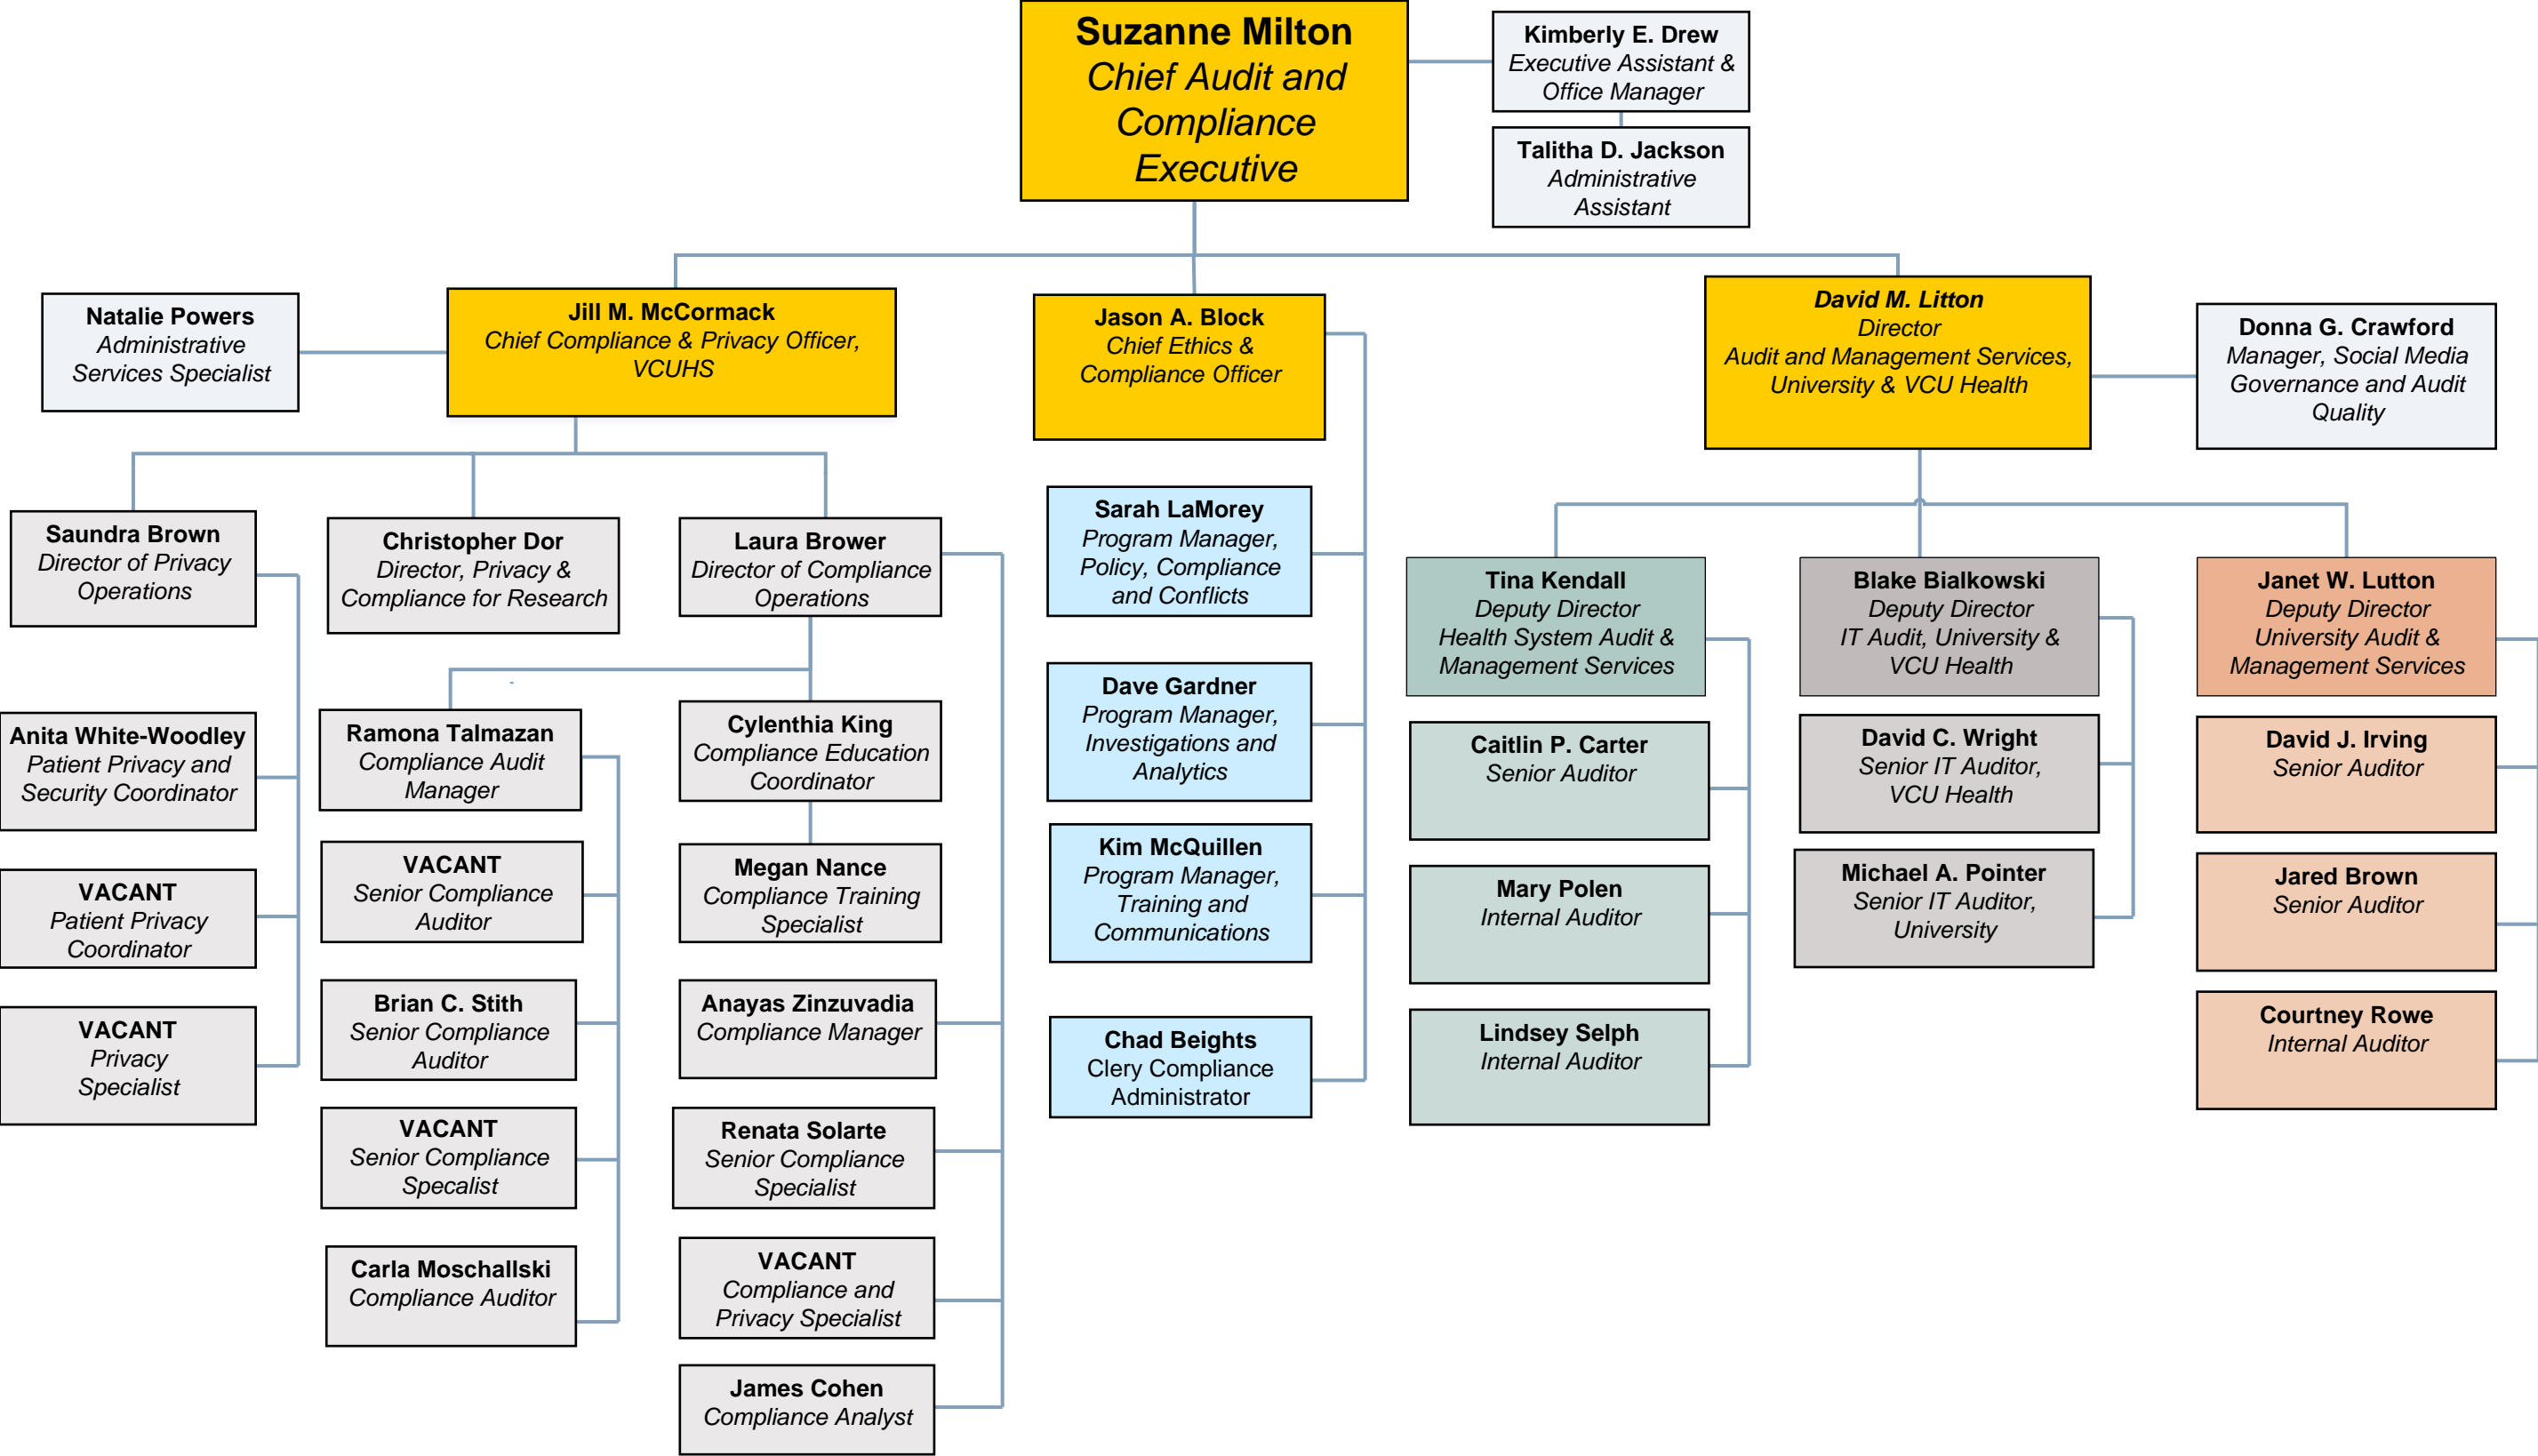 Suzanne Milton
Chief Audit and
Compliance
Executive
Kimberly E. Drew
Executive Assistant &
Office Manager
Talitha D. Jackson
Administrative
Assistant
Natalie Powers
Administrative
Services Specialist
Jill M. McCormack
Chief Compliance & Privacy Officer,
VCUHS
Jason A. Block
Chief Ethics &
Compliance Officer
David M. Litton
Director
Audit and Management Services,
University & VCU Health
Donna G. Crawford
Manager, Social Media
Governance and Audit
Quality
Saundra Brown
Director of Privacy
Operations
Christopher Dor
Director, Privacy &
Compliance for Research
Laura Brower
Director of Compliance
Operations
Anita White-Woodley
Patient Privacy and
Security Coordinator
VACANT
Patient Privacy
Coordinator
VACANT
Privacy
Specialist
Ramona Talmazan
Compliance Audit
Manager
VACANT
Senior Compliance
Auditor
Brian C. Stith
Senior Compliance
Auditor
VACANT
Senior Compliance
Specalist
Carla Moschallski
Compliance Auditor
Cylenthia King
Compliance Education
Coordinator
Megan Nance
Compliance Training
Specialist
Anayas Zinzuvadia
Compliance Manager
Renata Solarte
Senior Compliance
Specialist
VACANT
Compliance and
Privacy Specialist
James Cohen
Compliance Analyst
Sarah LaMorey
Program Manager,
Policy, Compliance
and Conflicts
Dave Gardner
Program Manager,
Investigations and
Analytics
Kim McQuillen
Program Manager,
Training and
Communications
Chad Beights
Clery Compliance
Administrator
Tina Kendall
Deputy Director
Health System Audit &
Management Services
Caitlin P. Carter
Senior Auditor
Mary Polen
Internal Auditor
Lindsey Selph
Internal Auditor
Blake Bialkowski
Deputy Director
IT Audit, University &
VCU Health
David C. Wright
Senior IT Auditor,
VCU Health
Michael A. Pointer
Senior IT Auditor,
University
Janet W. Lutton
Deputy Director
University Audit &
Management Services
David J. Irving
Senior Auditor
Jared Brown
Senior Auditor
Courtney Rowe
Internal Auditor